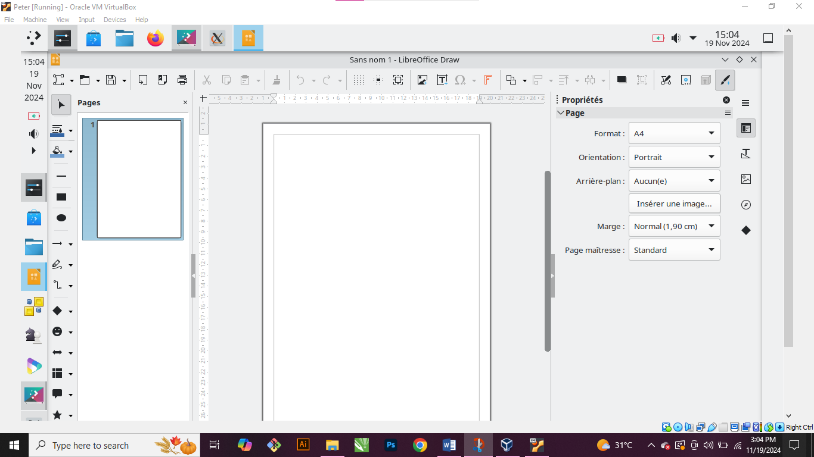 Peter [Running] - Oracle VM VirtualBox
File Machine View Input Devices Help
15:04
19 Nov 2024
15:04
19
Nov
2024
Sans nom 1 - LibreOffice Draw
Pages
1
Propriétés
Page
Format : A4
Orientation : Portrait
Arrière-plan : Aucun(e)
Insérer une image...
Marge : Normal (1,90 cm)
Page maîtresse : Standard
Right Ctrl
Type here to search
31°C
3:04 PM
11/19/2024